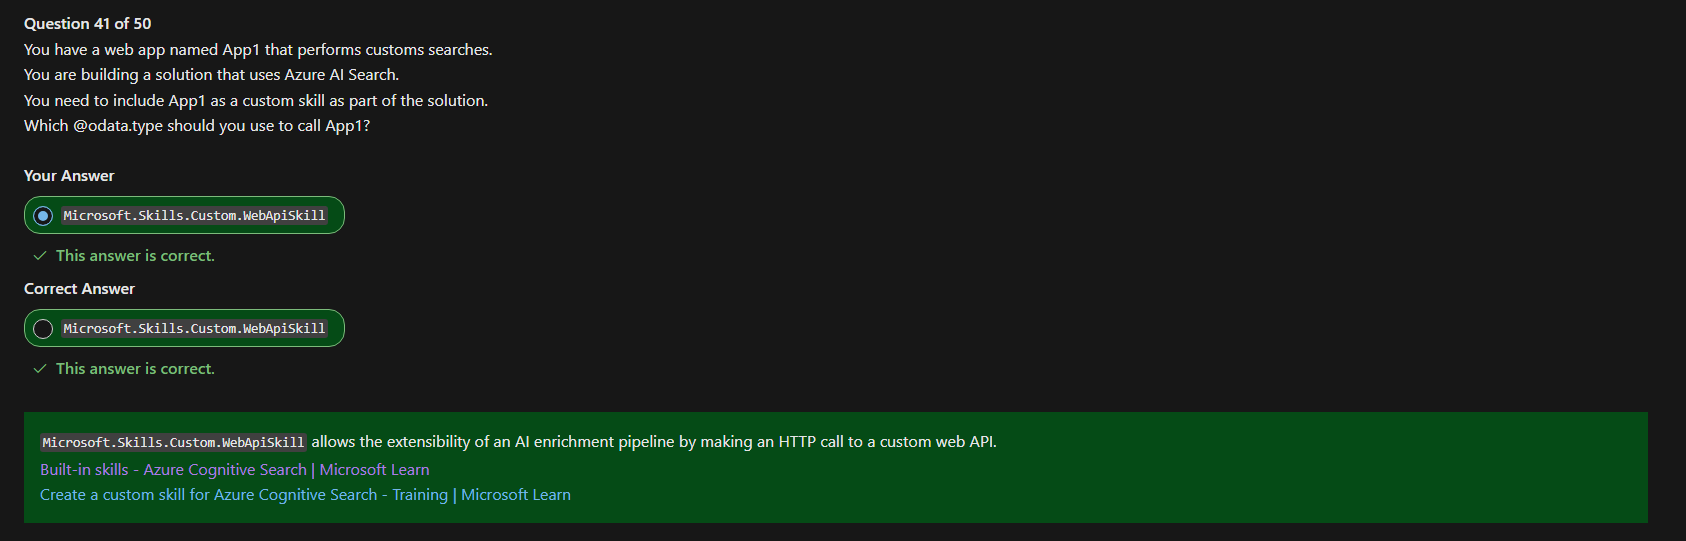 Question 41 of 50
You have a web app named App1 that performs customs searches.
You are building a solution that uses Azure AI Search.
You need to include App1 as a custom skill as part of the solution.
Which @odata.type should you use to call App1?
Your Answer
Microsoft.Skills.Custom.WebApiSkill
This answer is correct.
Correct Answer
Microsoft.Skills.Custom.WebApiSkill
This answer is correct.
Microsoft.Skills.Custom.WebApiSkill allows the extensibility of an AI enrichment pipeline by making an HTTP call to a custom web API.
Built-in skills - Azure Cognitive Search | Microsoft Learn
Create a custom skill for Azure Cognitive Search - Training | Microsoft Learn